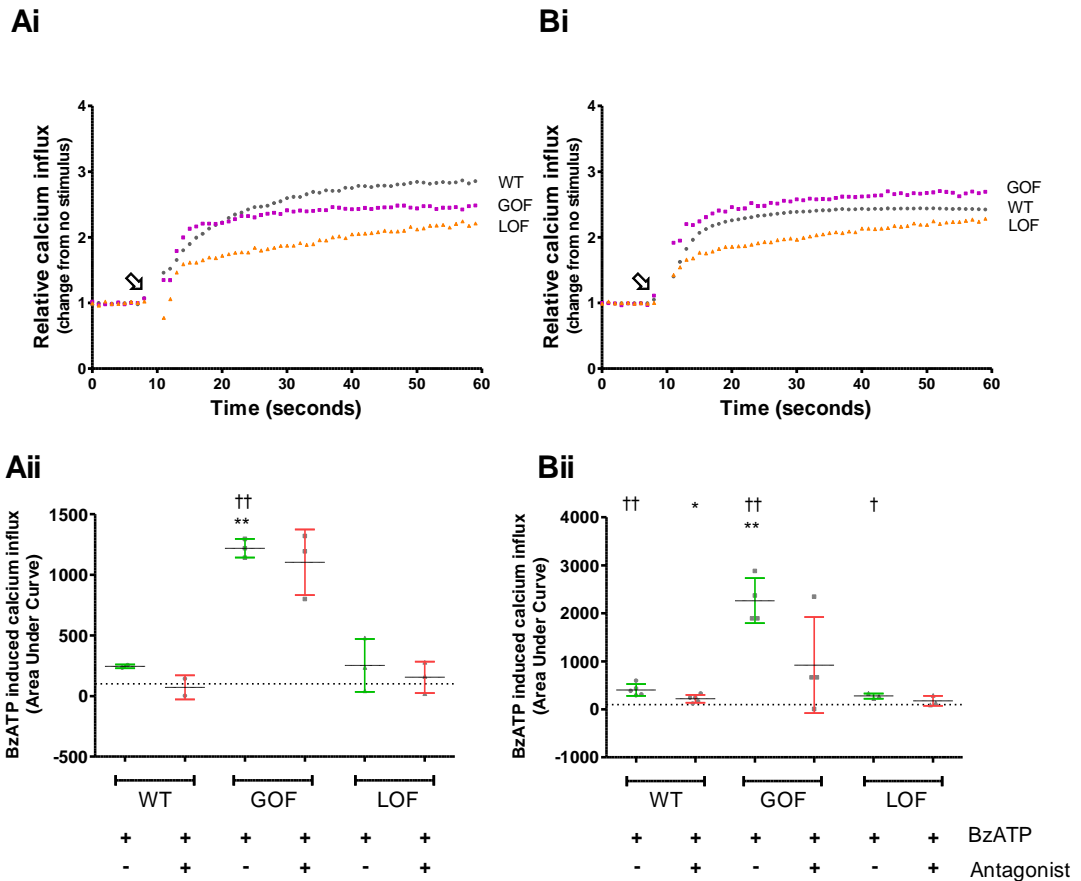 Ai
Relative calcium influx
(change from no stimulus)
4
3
2
1
0
0 10 20 30 40 50 60
Time (seconds)
WT
GOF
LOF
Bi
Relative calcium influx
(change from no stimulus)
4
3
2
1
0
0 10 20 30 40 50 60
Time (seconds)
GOF
WT
LOF
Aii
BzATP induced calcium influx
(Area Under Curve)
1500
1000
500
0
-500
††
**
WT GOF LOF
+ + + + + +
- + - + - +
Bii
BzATP induced calcium influx
(Area Under Curve)
4000
3000
2000
1000
0
-1000
†† * †† †
**
WT GOF LOF
+ + + + + + BzATP
- + - + - + Antagonist